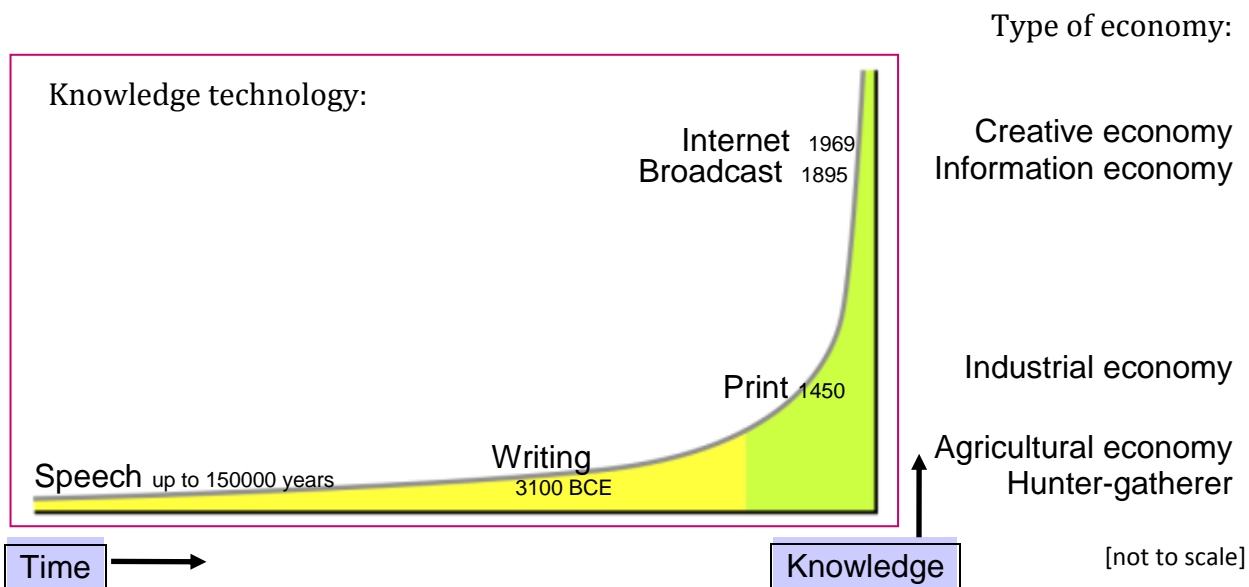 Type of economy:
Knowledge technology:
Internet 1969
Creative economy
Broadcast 1895
Information economy
Industrial economy
Print 1450
Agricultural economy
Writing
Speech up to 150000 years
3100 BCE
Hunter-gatherer
Time
Knowledge
[not to scale]